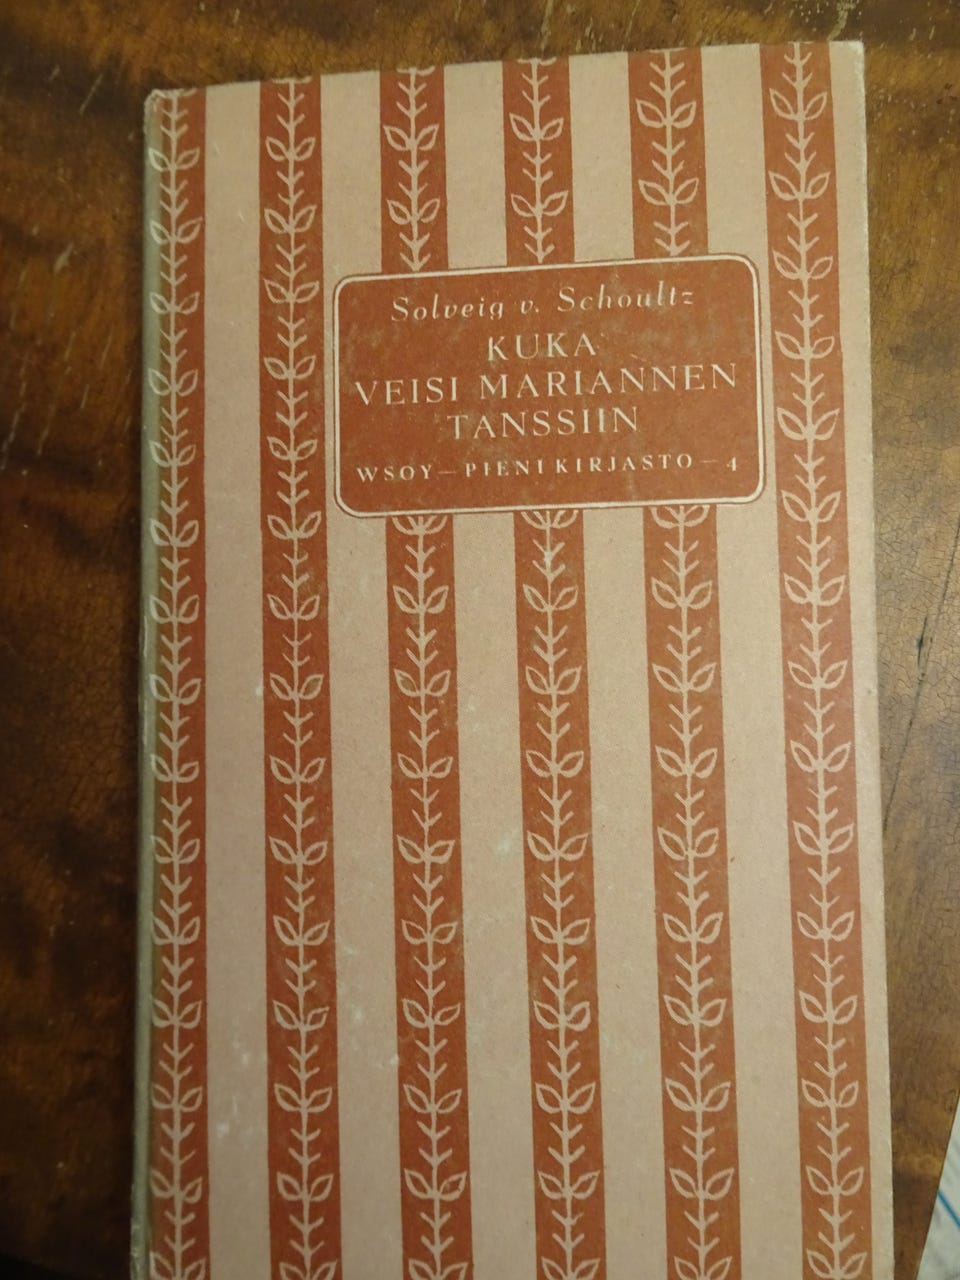 Solveig v. Schoultz
KUKA
VEISI MARIANNEN
TANSSIIN
WSOY — PIENI KIRJASTO — 4